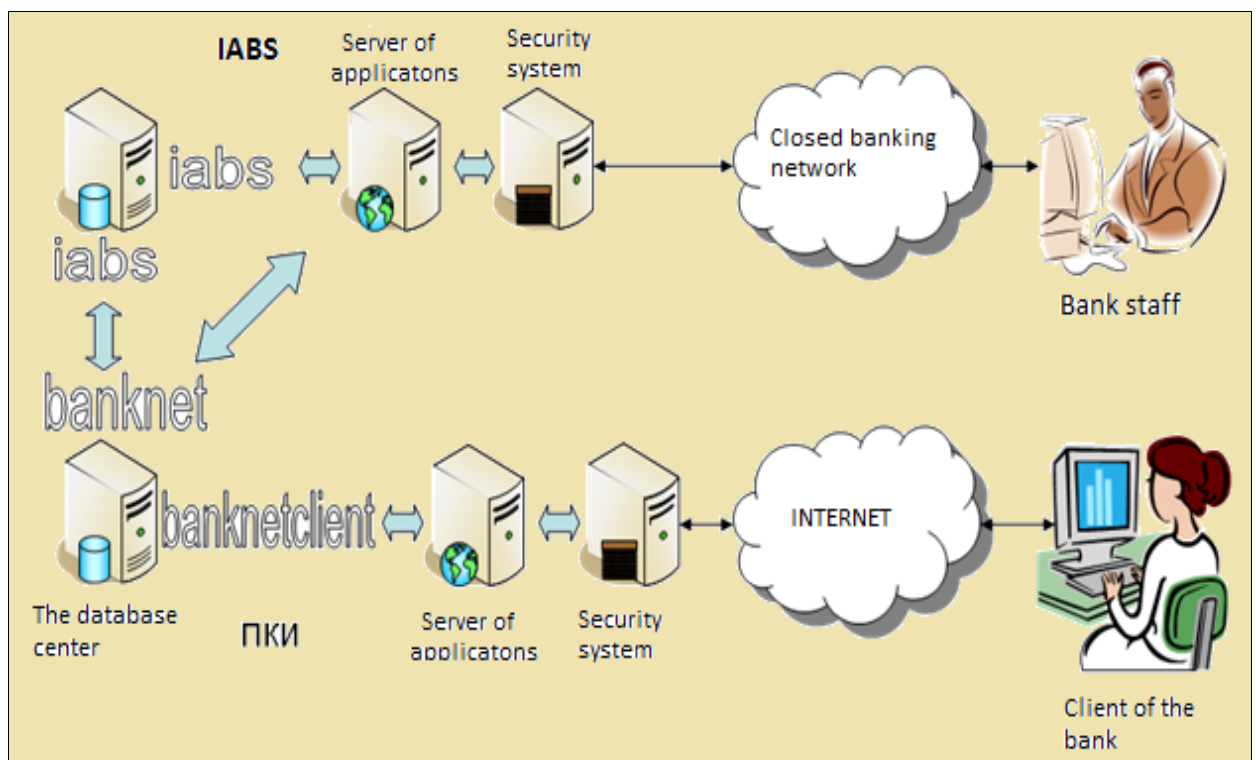 IABS
Server of
applicatons
Security
system
iabs
Closed banking
network
iabs
Bank staff
banknet
banknetclient
INTERNET
The database
center
ПКИ
Server of
applicatons
Security
system
Client of the
bank